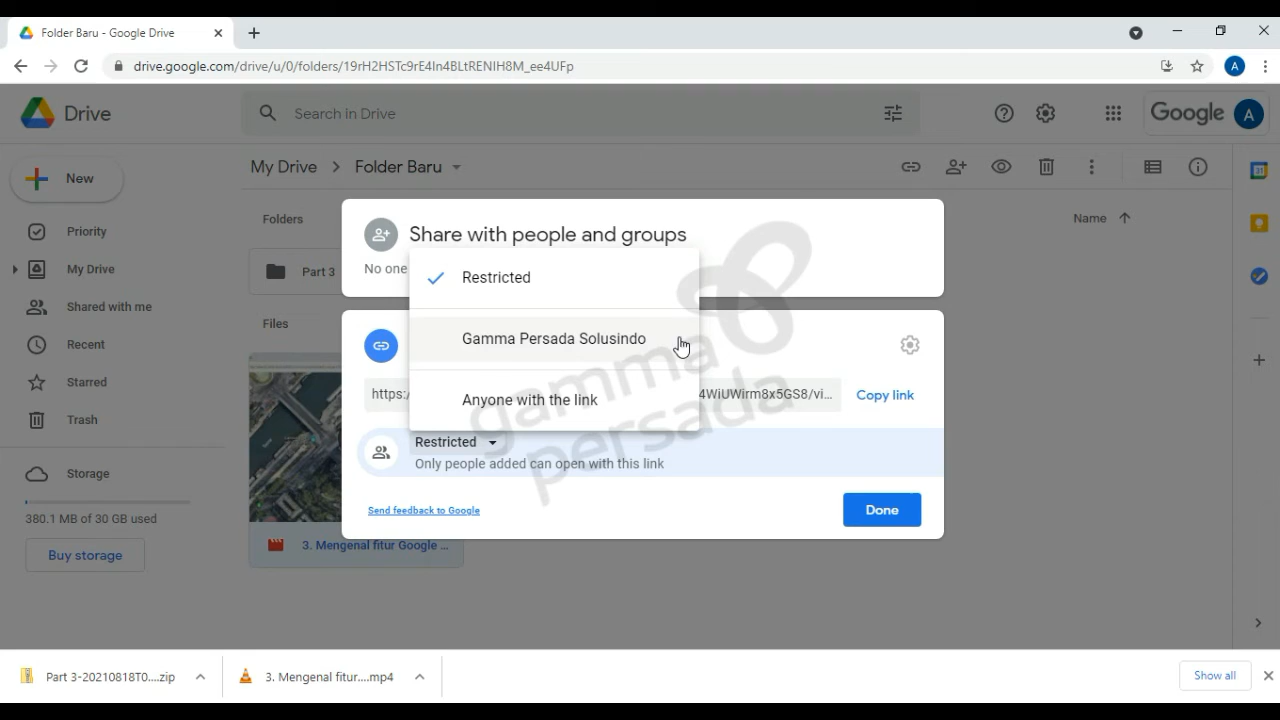 Folder Baru - Google Drive
drive.google.com/drive/u/0/folders/19rH2HSTc9rE4In4BLtRENIH8M_ee4UFp
A
Drive
Search in Drive
Google
A
New
My Drive
Folder Baru
31
Priority
My Drive
Shared with me
Recent
Starred
Trash
Storage
380.1 MB of 30 GB used
Buy storage
Folders
Name
Part 3
Files
3. Mengenal fitur Google ...
Share with people and groups
No one
Restricted
Gamma Persada Solusindo
Anyone with the link
https:/
4WiUWirm8x5GS8/vi...
Copy link
Restricted
Only people added can open with this link
Send feedback to Google
Done
gamma
persada
Part 3-20210818T0....zip
3. Mengenal fitur....mp4
Show all